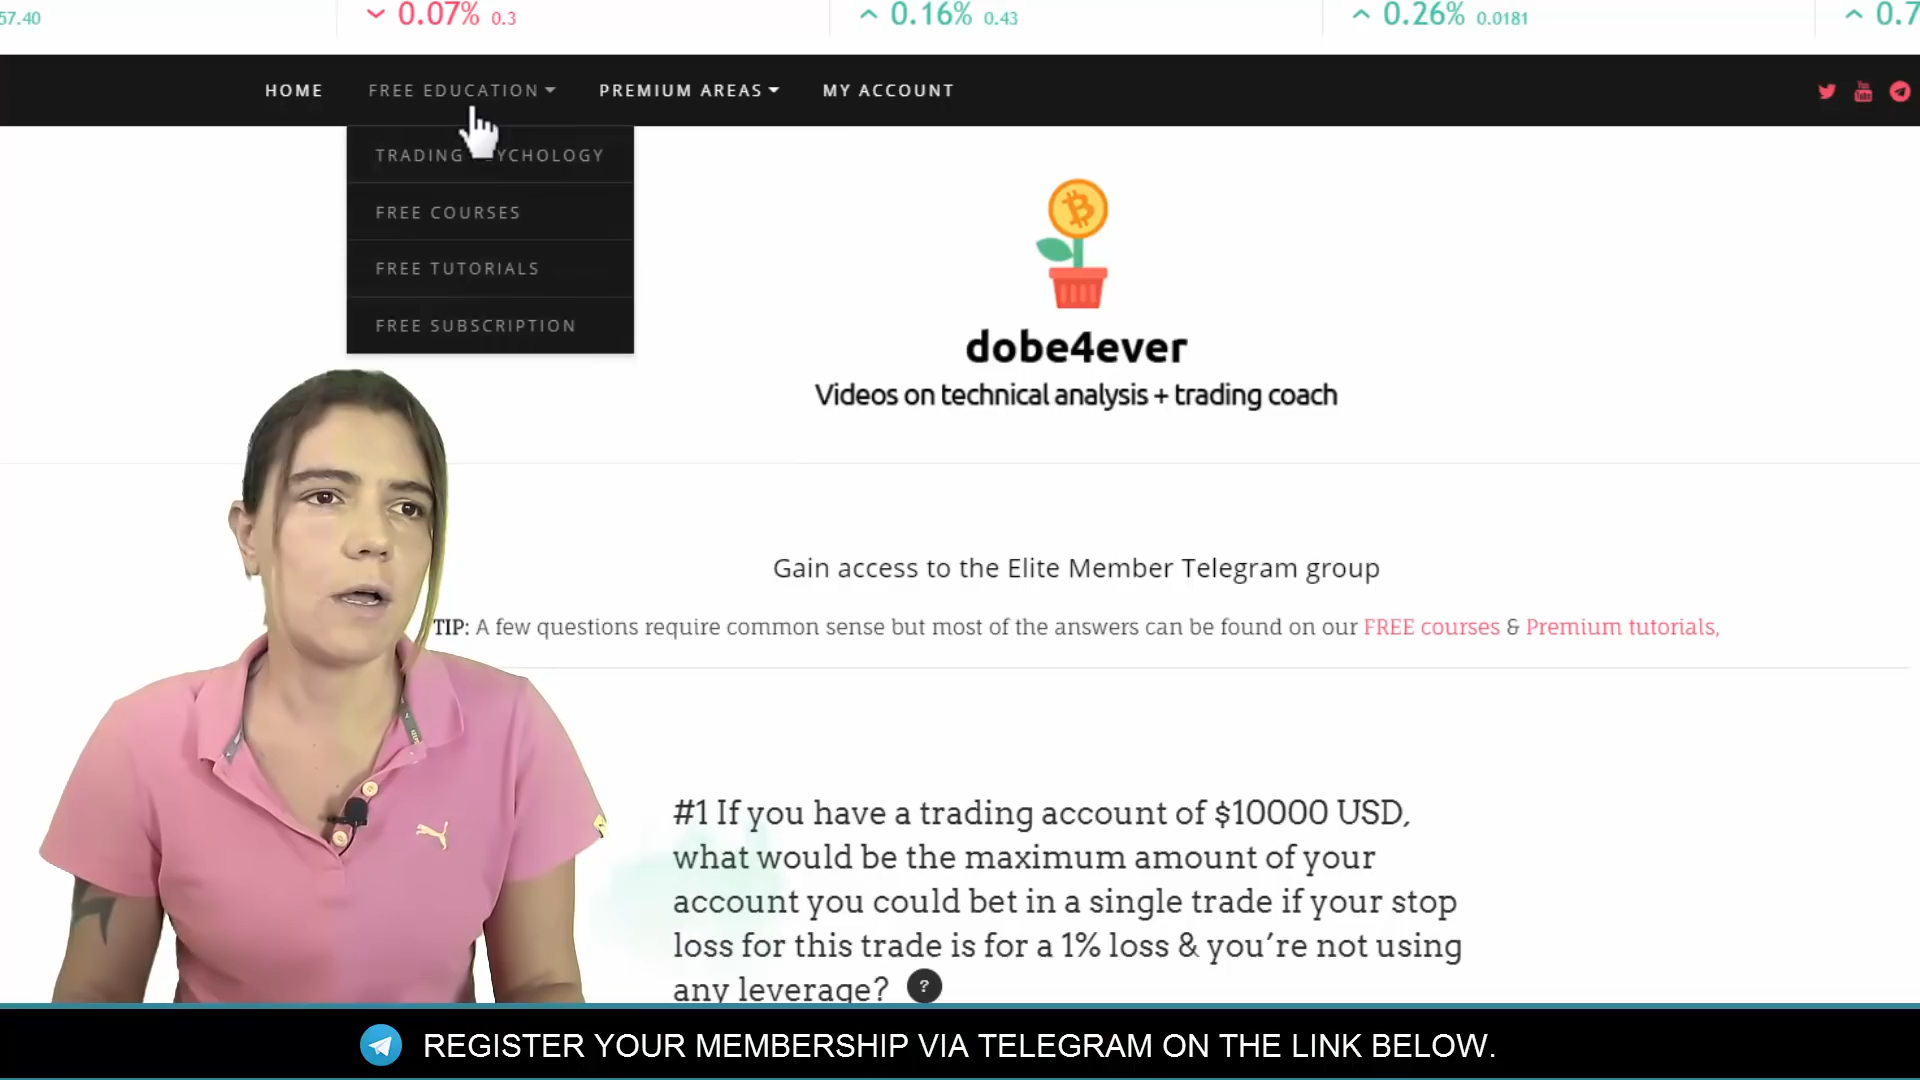 57.40
0.07% 0.3
0.16% 0.43
0.26% 0.0181
HOME
FREE EDUCATION
PREMIUM AREAS
MY ACCOUNT
You Tube
TRADING
FREE COURSES
FREE TUTORIALS
FREE SUBSCRIPTION
dobe4ever
Videos on technical analysis + trading coach
Gain access to the Elite Member Telegram group
TIP: A few questions require common sense but most of the answers can be found on our FREE courses & Premium tutorials,
#1 If you have a trading account of $10000 USD,
what would be the maximum amount of your
account you could bet in a single trade if your stop
loss for this trade is for a 1% loss & you're not using
any leverage? ?
REGISTER YOUR MEMBERSHIP VIA TELEGRAM ON THE LINK BELOW.